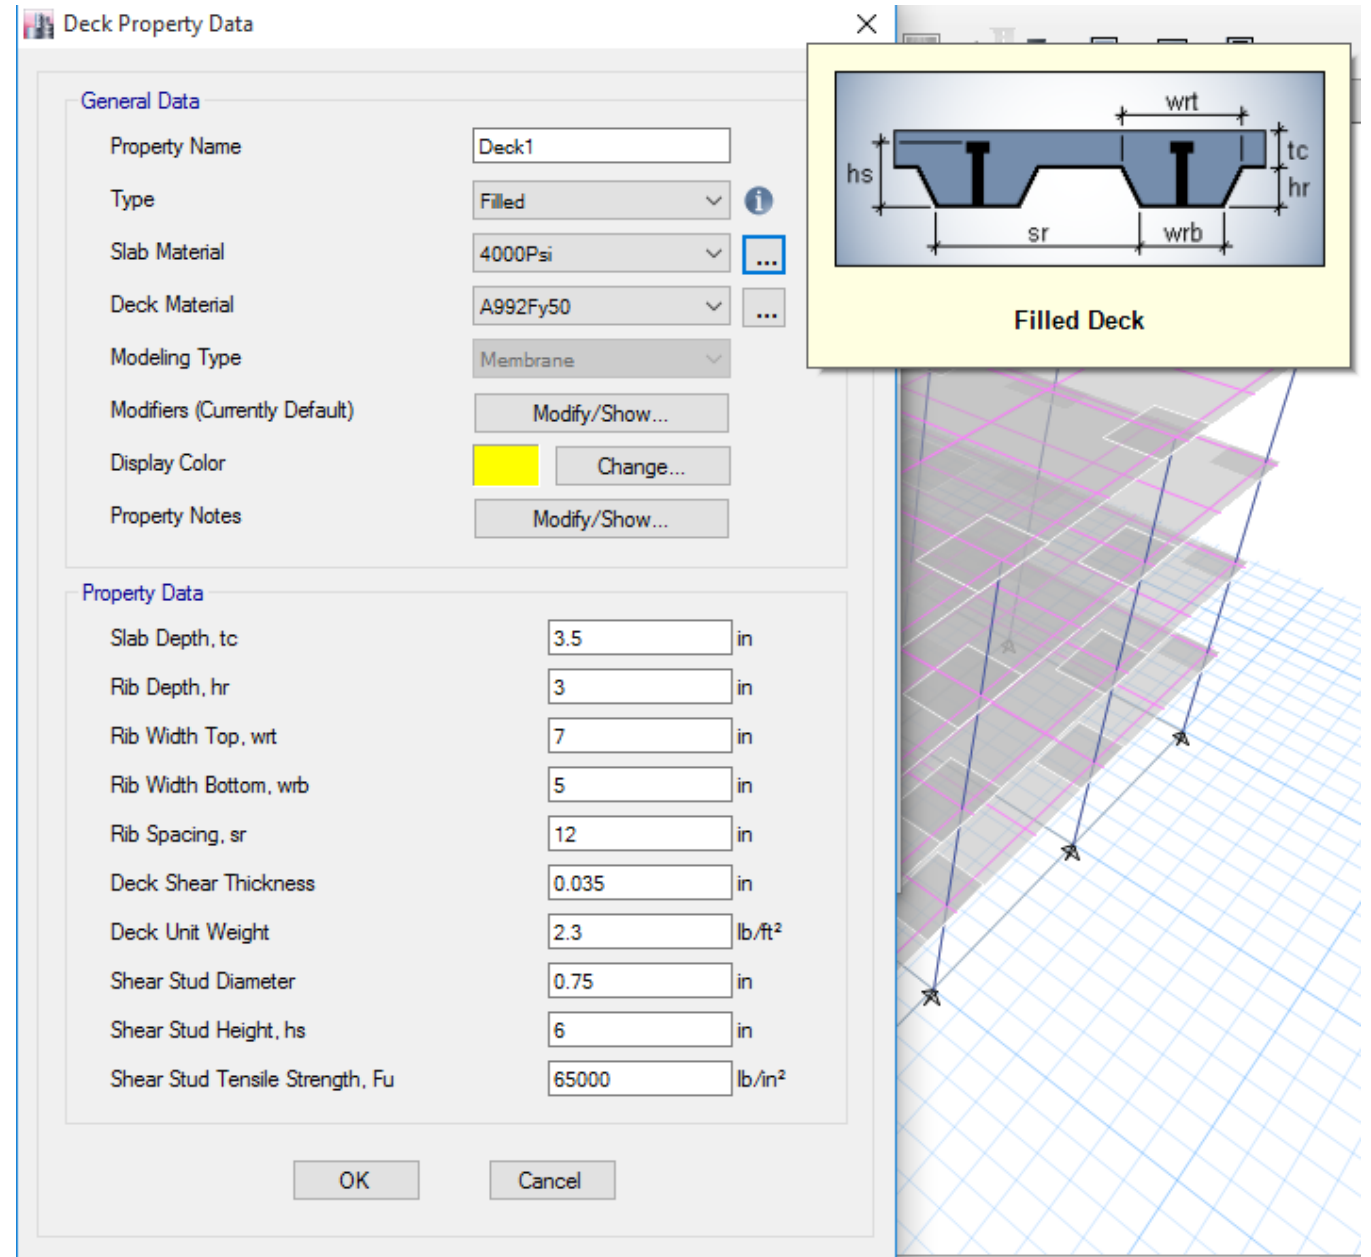 Deck Property Data
General Data
Property Name Deck1
Type Filled
Slab Material 4000Psi ...
Deck Material A992Fy50 ...
Modeling Type Membrane
Modifiers (Currently Default) Modify/Show...
Display Color Change...
Property Notes Modify/Show...
Property Data
Slab Depth, tc 3.5 in
Rib Depth, hr 3 in
Rib Width Top, wrt 7 in
Rib Width Bottom, wrb 5 in
Rib Spacing, sr 12 in
Deck Shear Thickness 0.035 in
Deck Unit Weight 2.3 lb/ft²
Shear Stud Diameter 0.75 in
Shear Stud Height, hs 6 in
Shear Stud Tensile Strength, Fu 65000 lb/in²
OK Cancel
wrt
tc
hs
hr
sr wrb
Filled Deck